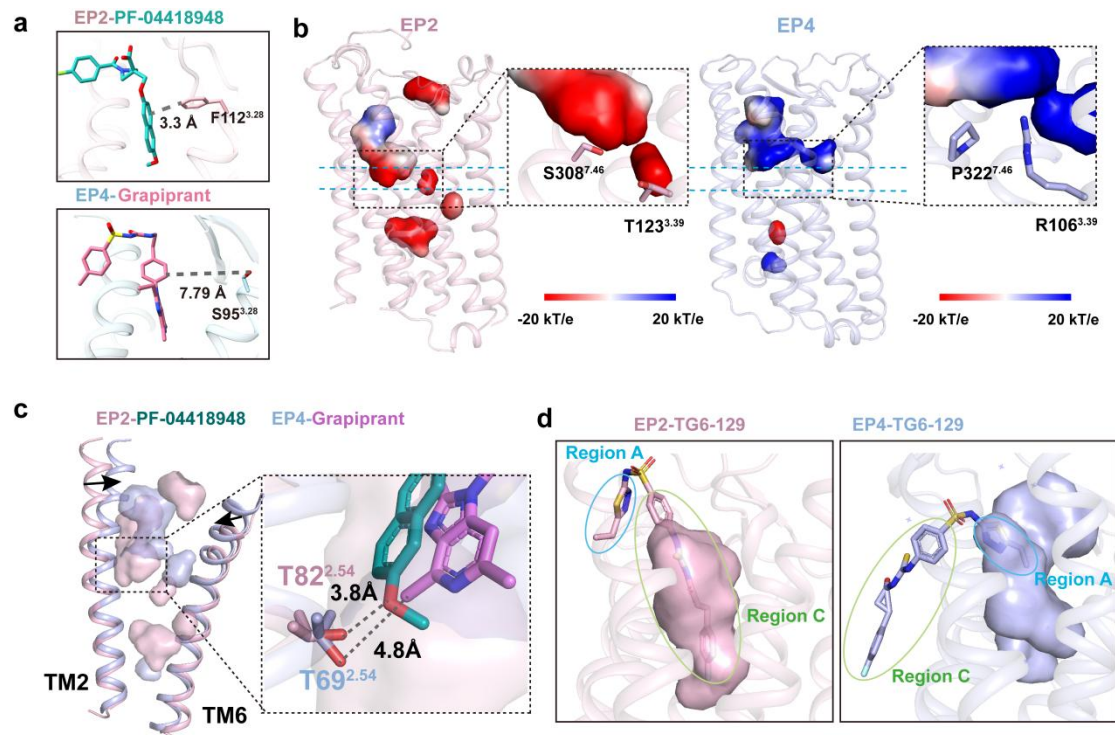 a
EP2-PF-04418948
3.3 Å
F112³·²⁸
EP4-Grapiprant
7.79 Å
S95³·²⁸
b
EP2
S308⁷·⁴⁶
T123³·³⁹
-20 kT/e
20 kT/e
EP4
P322⁷·⁴⁶
R106³·³⁹
-20 kT/e
20 kT/e
c
EP2-PF-04418948
EP4-Grapiprant
T82²·⁵⁴
3.8Å
4.8Å
T69²·⁵⁴
TM2
TM6
d
EP2-TG6-129
Region A
Region C
EP4-TG6-129
Region A
Region C